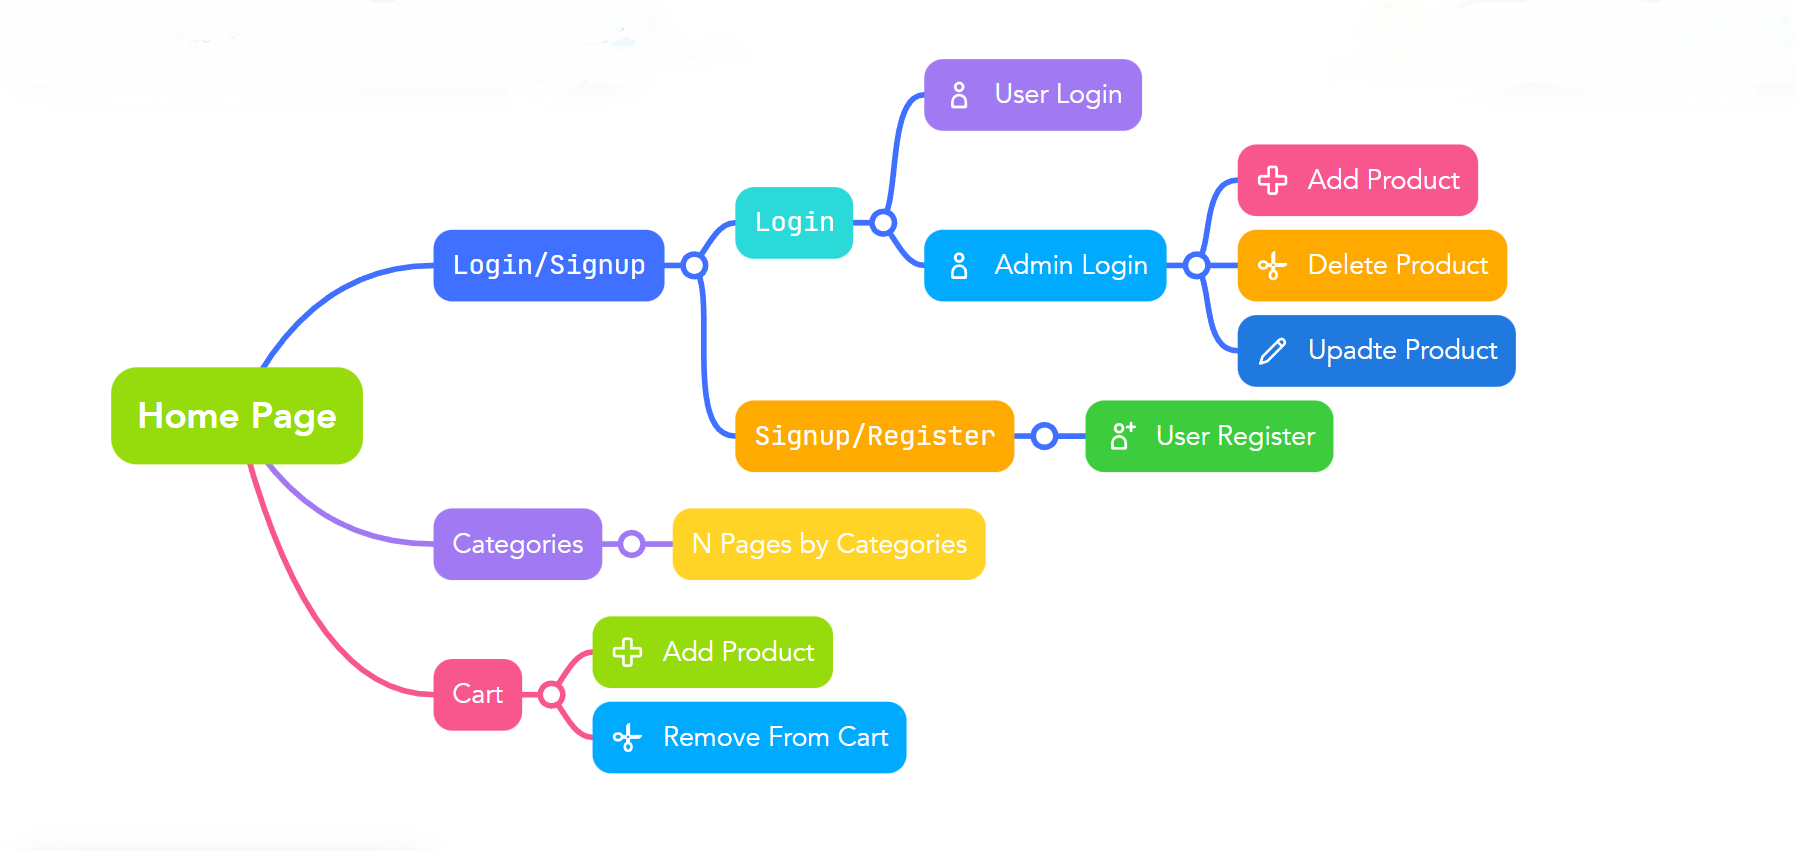 User Login
Add Product
Login
Login/Signup
Admin Login
Delete Product
Upadte Product
Home Page
Signup/Register
User Register
Categories
N Pages by Categories
Add Product
Cart
Remove From Cart